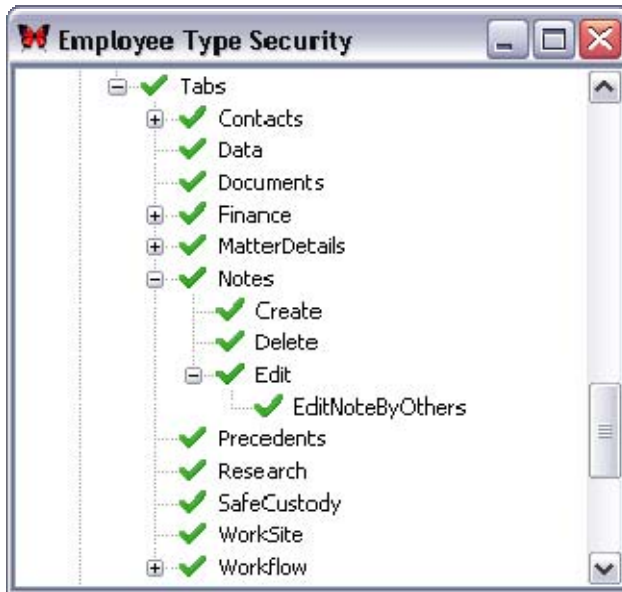 Employee Type Security
Tabs
Contacts
Data
Documents
Finance
MatterDetails
Notes
Create
Delete
Edit
EditNoteByOthers
Precedents
Research
SafeCustody
WorkSite
Workflow